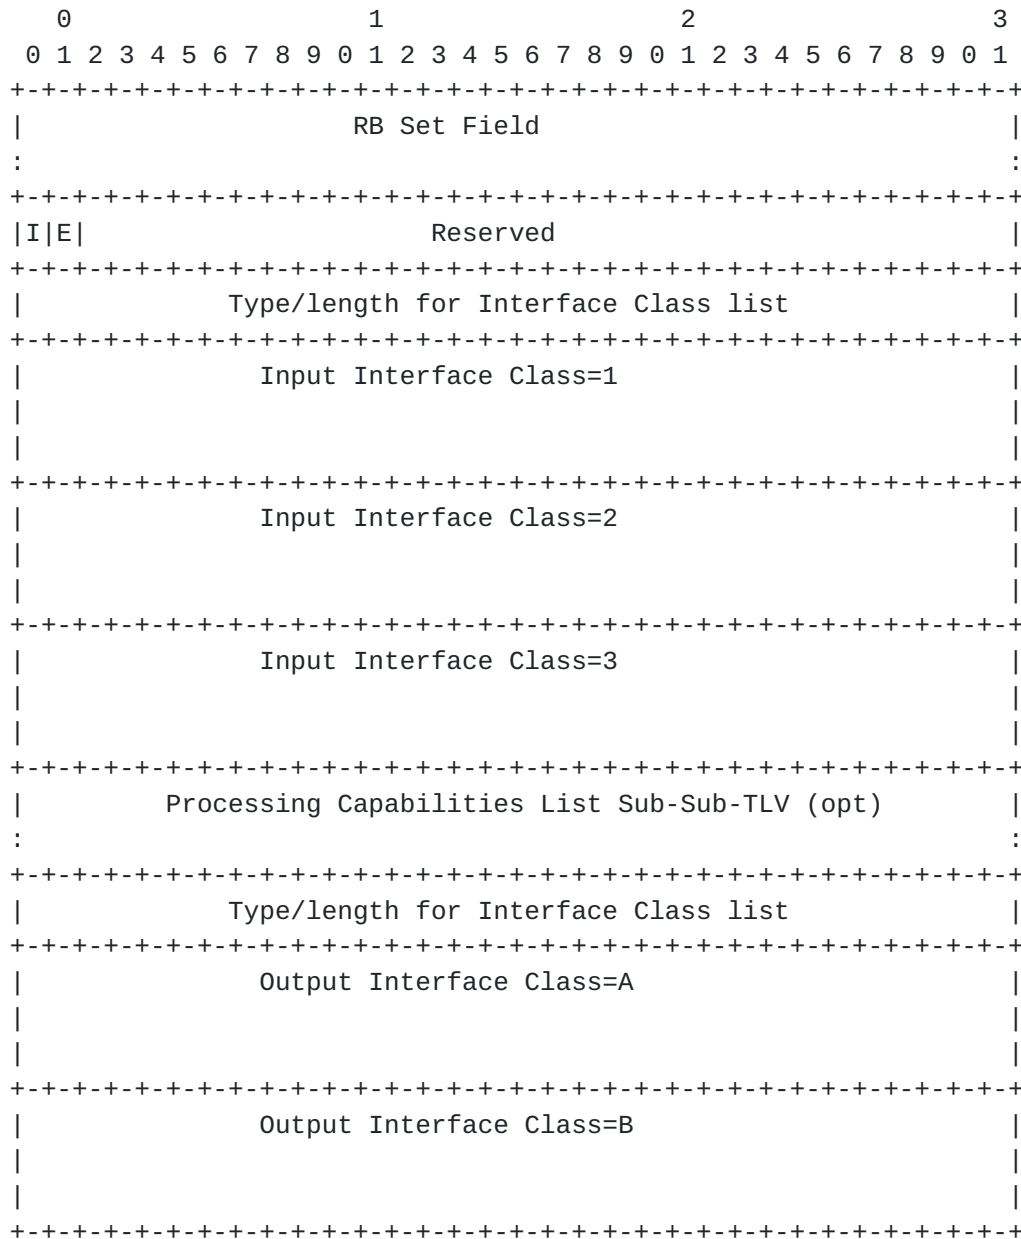 0                   1                   2                   3
 0 1 2 3 4 5 6 7 8 9 0 1 2 3 4 5 6 7 8 9 0 1 2 3 4 5 6 7 8 9 0 1
+-+-+-+-+-+-+-+-+-+-+-+-+-+-+-+-+-+-+-+-+-+-+-+-+-+-+-+-+-+-+-+-+
|                     RB Set Field                              |
:                                                               :
+-+-+-+-+-+-+-+-+-+-+-+-+-+-+-+-+-+-+-+-+-+-+-+-+-+-+-+-+-+-+-+-+
|I|E|                      Reserved                             |
+-+-+-+-+-+-+-+-+-+-+-+-+-+-+-+-+-+-+-+-+-+-+-+-+-+-+-+-+-+-+-+-+
|             Type/length for Interface Class list              |
+-+-+-+-+-+-+-+-+-+-+-+-+-+-+-+-+-+-+-+-+-+-+-+-+-+-+-+-+-+-+-+-+
|               Input Interface Class=1                         |
|                                                               |
|                                                               |
+-+-+-+-+-+-+-+-+-+-+-+-+-+-+-+-+-+-+-+-+-+-+-+-+-+-+-+-+-+-+-+-+
|               Input Interface Class=2                         |
|                                                               |
|                                                               |
+-+-+-+-+-+-+-+-+-+-+-+-+-+-+-+-+-+-+-+-+-+-+-+-+-+-+-+-+-+-+-+-+
|               Input Interface Class=3                         |
|                                                               |
|                                                               |
+-+-+-+-+-+-+-+-+-+-+-+-+-+-+-+-+-+-+-+-+-+-+-+-+-+-+-+-+-+-+-+-+
|         Processing Capabilities List Sub-Sub-TLV (opt)        |
:                                                               :
+-+-+-+-+-+-+-+-+-+-+-+-+-+-+-+-+-+-+-+-+-+-+-+-+-+-+-+-+-+-+-+-+
|             Type/length for Interface Class list              |
+-+-+-+-+-+-+-+-+-+-+-+-+-+-+-+-+-+-+-+-+-+-+-+-+-+-+-+-+-+-+-+-+
|               Output Interface Class=A                        |
|                                                               |
|                                                               |
+-+-+-+-+-+-+-+-+-+-+-+-+-+-+-+-+-+-+-+-+-+-+-+-+-+-+-+-+-+-+-+-+
|               Output Interface Class=B                        |
|                                                               |
|                                                               |
+-+-+-+-+-+-+-+-+-+-+-+-+-+-+-+-+-+-+-+-+-+-+-+-+-+-+-+-+-+-+-+-+